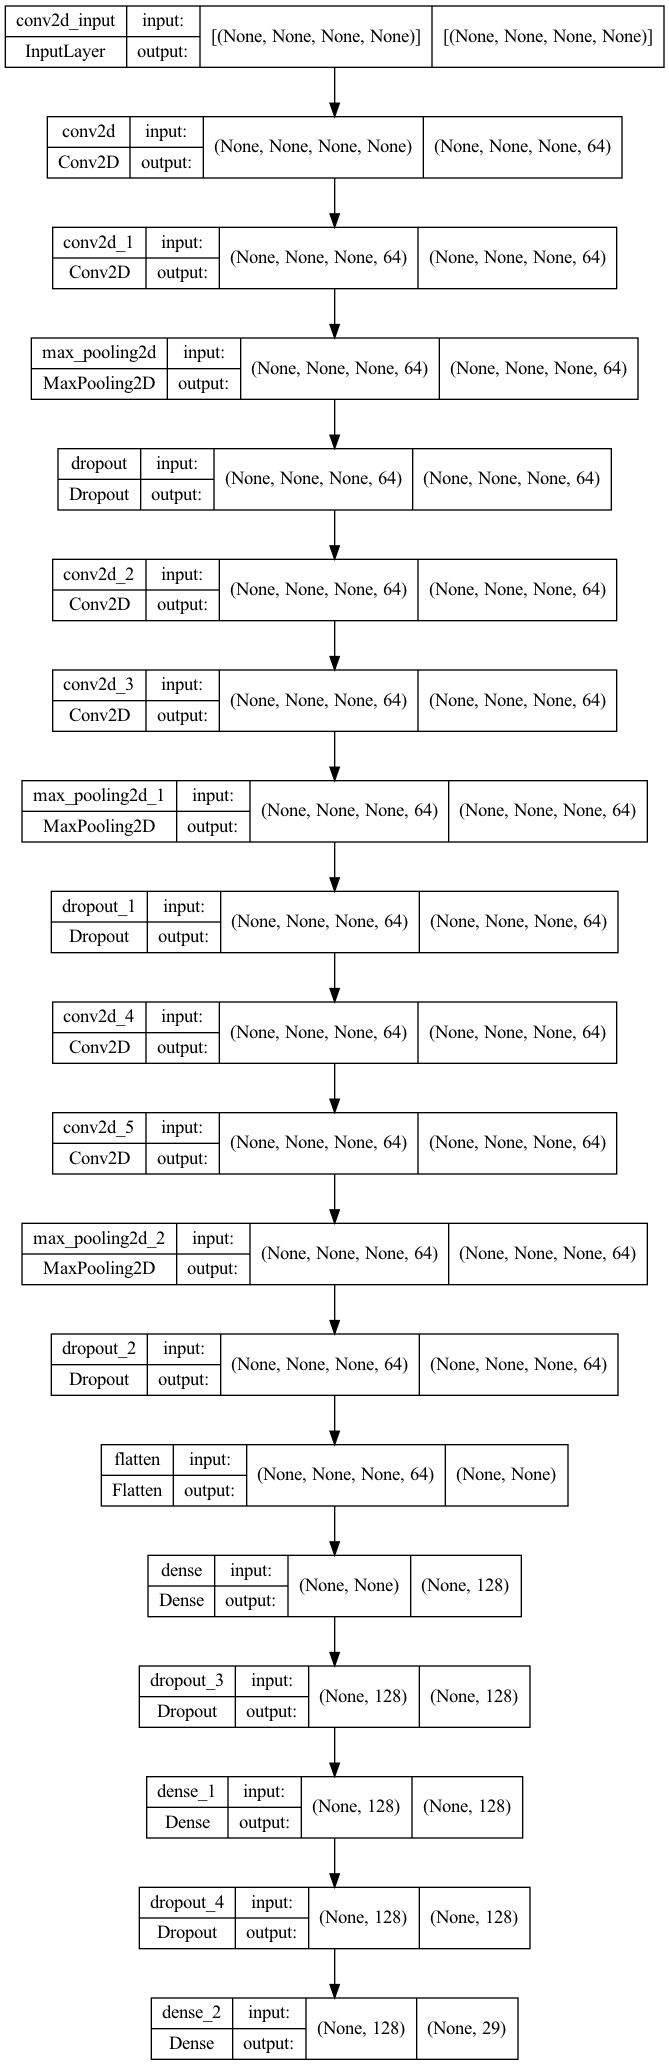 conv2d_input input: [(None, None, None, None)] [(None, None, None, None)]
InputLayer output:
conv2d input: (None, None, None, None) (None, None, None, 64)
Conv2D output:
conv2d_1 input: (None, None, None, 64) (None, None, None, 64)
Conv2D output:
max_pooling2d input: (None, None, None, 64) (None, None, None, 64)
MaxPooling2D output:
dropout input: (None, None, None, 64) (None, None, None, 64)
Dropout output:
conv2d_2 input: (None, None, None, 64) (None, None, None, 64)
Conv2D output:
conv2d_3 input: (None, None, None, 64) (None, None, None, 64)
Conv2D output:
max_pooling2d_1 input: (None, None, None, 64) (None, None, None, 64)
MaxPooling2D output:
dropout_1 input: (None, None, None, 64) (None, None, None, 64)
Dropout output:
conv2d_4 input: (None, None, None, 64) (None, None, None, 64)
Conv2D output:
conv2d_5 input: (None, None, None, 64) (None, None, None, 64)
Conv2D output:
max_pooling2d_2 input: (None, None, None, 64) (None, None, None, 64)
MaxPooling2D output:
dropout_2 input: (None, None, None, 64) (None, None, None, 64)
Dropout output:
flatten input: (None, None, None, 64) (None, None)
Flatten output:
dense input: (None, None) (None, 128)
Dense output:
dropout_3 input: (None, 128) (None, 128)
Dropout output:
dense_1 input: (None, 128) (None, 128)
Dense output:
dropout_4 input: (None, 128) (None, 128)
Dropout output:
dense_2 input: (None, 128) (None, 29)
Dense output: